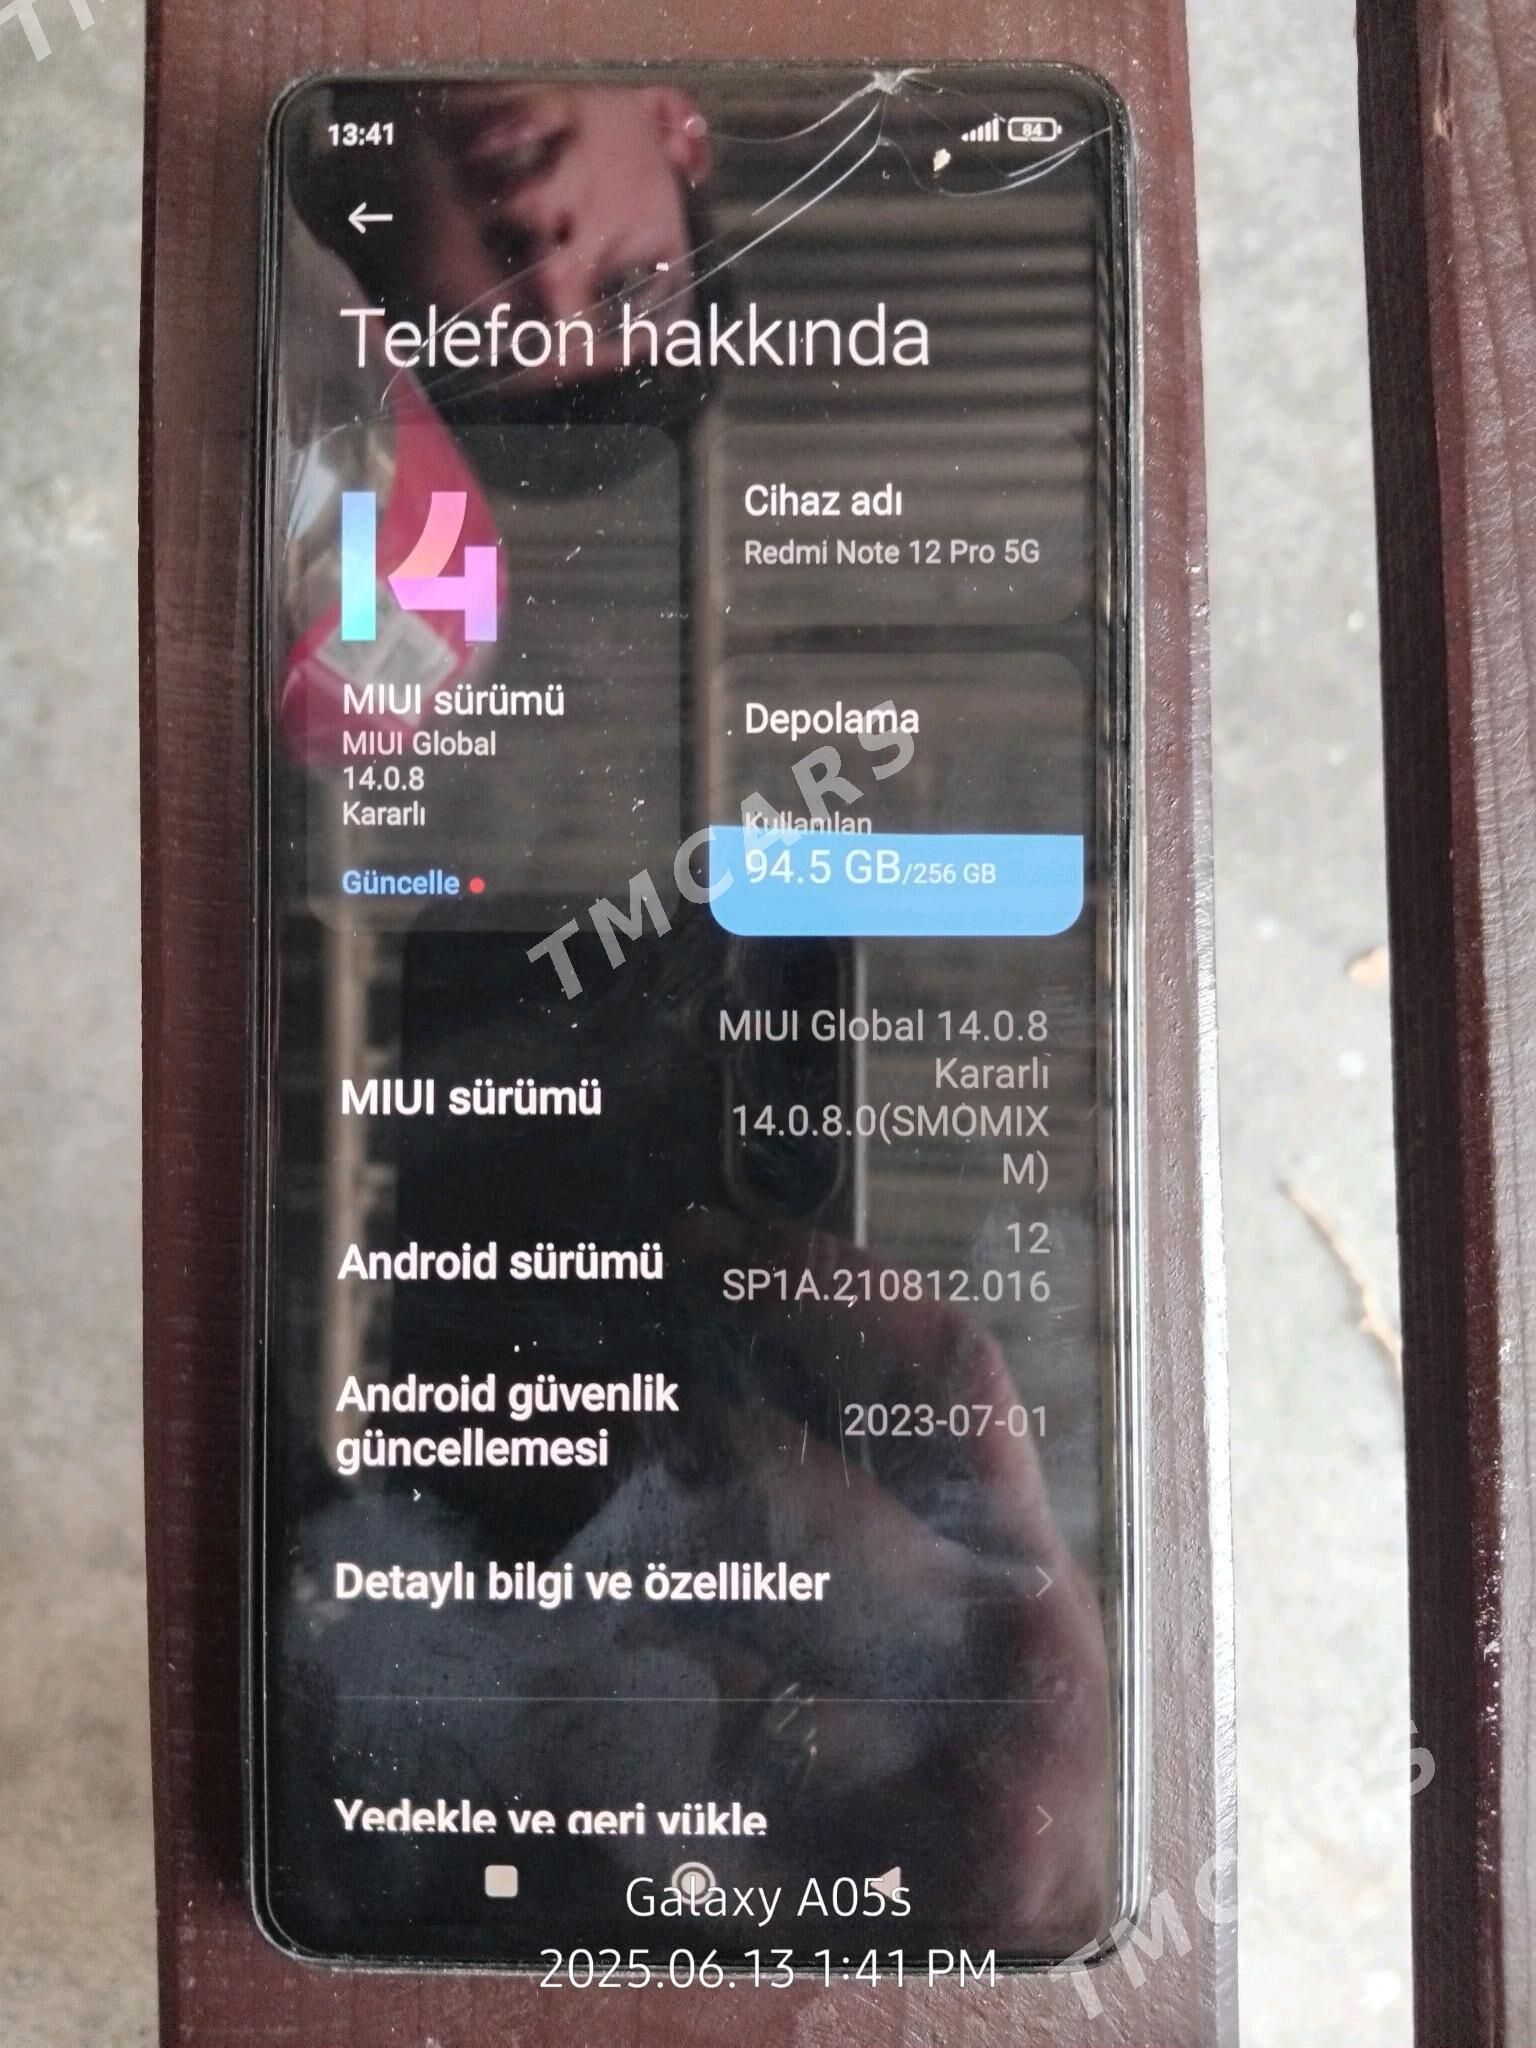 13:41
84
Telefon hakkında
Cihaz adı
Redmi Note 12 Pro 5G
14
MIUI sürümü
MIUI Global
14.0.8
Kararlı
Güncelle
Depolama
Kullanılan
94.5 GB/256 GB
TMCARS
MIUI sürümü
MIUI Global 14.0.8
Kararlı
14.0.8.0(SMOMIX
M)
Android sürümü
12
SP1A.210812.016
Android güvenlik
güncellemesi
2023-07-01
Detaylı bilgi ve özellikler
Yedekle ve geri yükle
Galaxy A05s
2025.06.13 1:41 PM
TMCARS